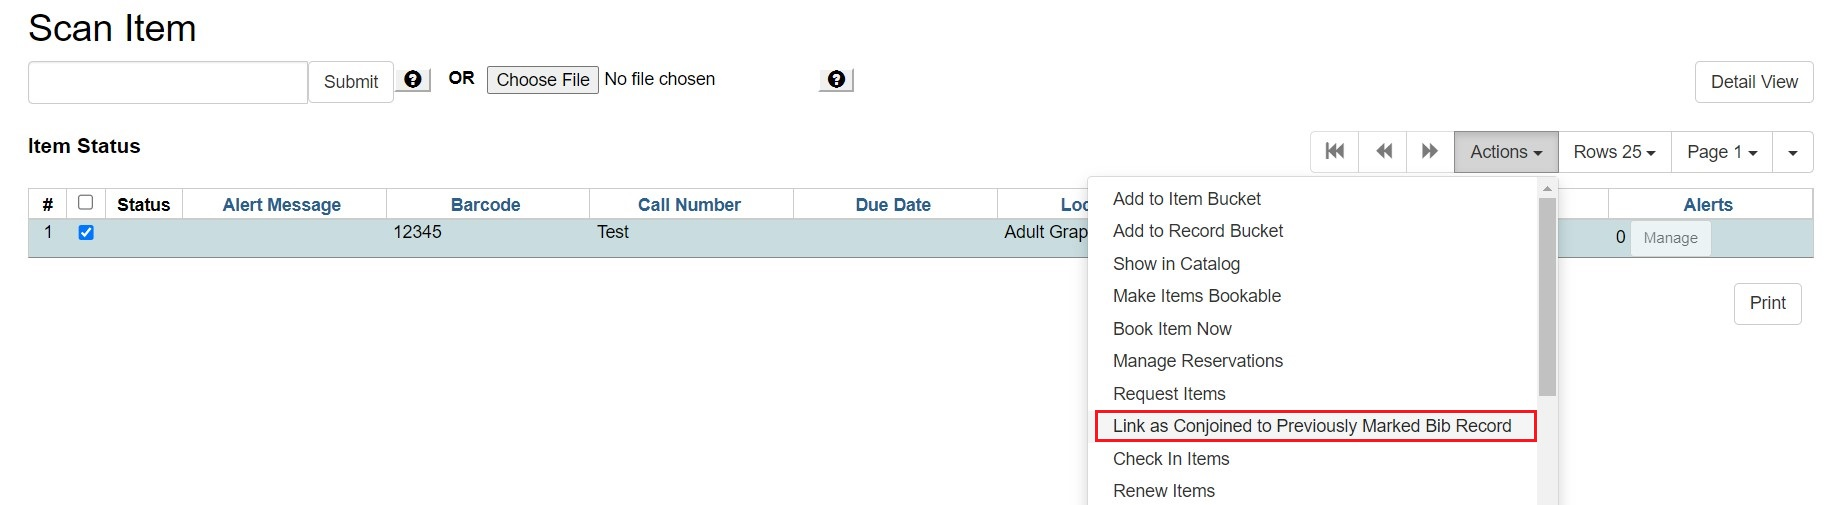 Scan Item
Submit ? OR Choose File No file chosen ?
Detail View
Item Status
Actions Rows 25 Page 1
# Status Alert Message Barcode Call Number Due Date Loc Alerts
1 12345 Test Adult Grap 0 Manage
Add to Item Bucket
Add to Record Bucket
Show in Catalog
Make Items Bookable
Print
Book Item Now
Manage Reservations
Request Items
Link as Conjoined to Previously Marked Bib Record
Check In Items
Renew Items